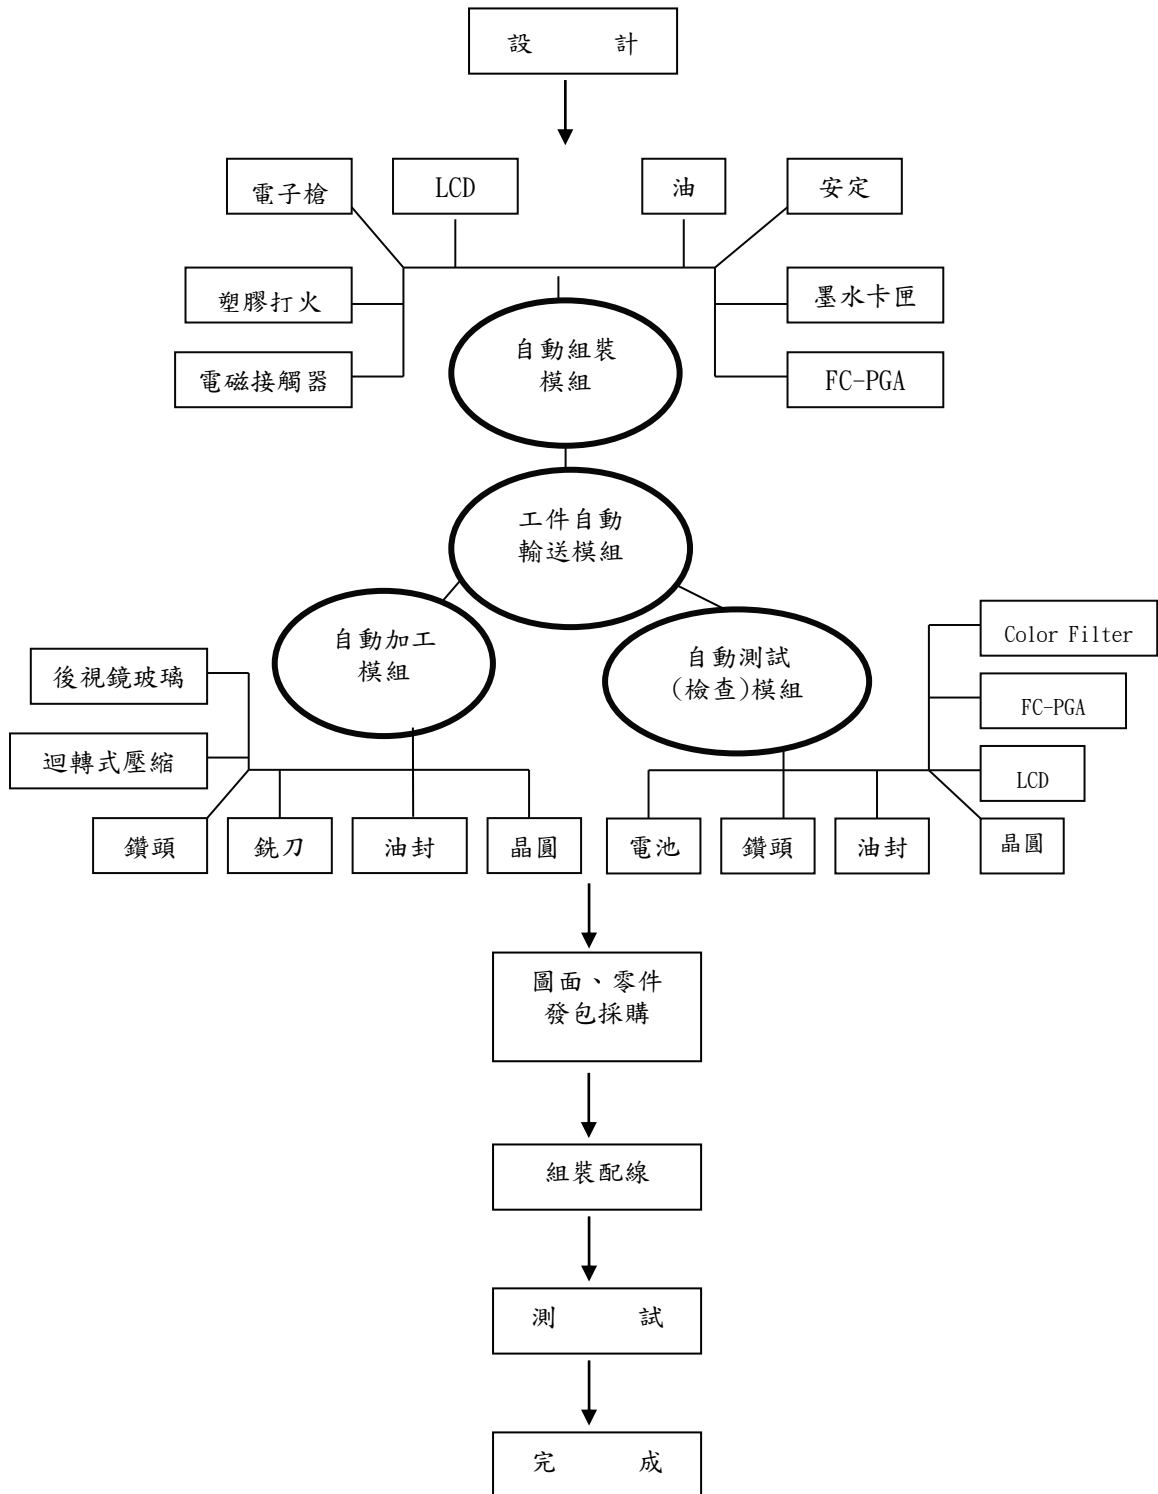 設 計
電子槍
LCD
油
安定
塑膠打火
墨水卡匣
電磁接觸器
FC-PGA
自動組裝
模組
工件自動
輸送模組
自動加工
模組
自動測試
(檢查)模組
後視鏡玻璃
迴轉式壓縮
鑽頭
銑刀
油封
晶圓
Color Filter
FC-PGA
LCD
電池
鑽頭
油封
晶圓
圖面、零件
發包採購
組裝配線
測 試
完 成